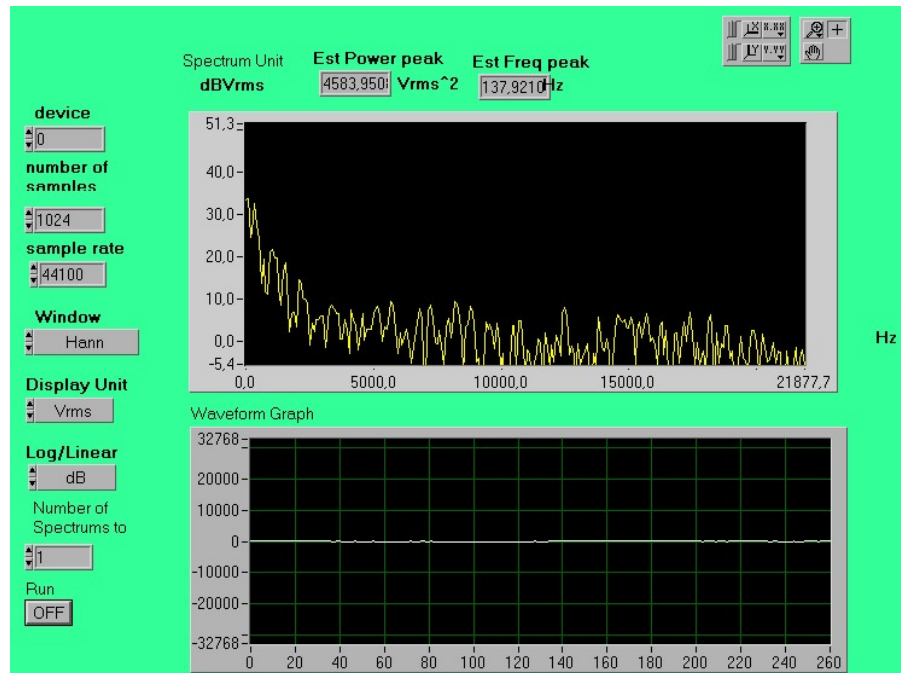 Spectrum Unit
dBVrms
Est Power peak
4583,950 Vrms^2
Est Freq peak
137,9210 Hz
X x.xx
Y Y.YY
device
0
number of
samples
1024
sample rate
44100
Window
Hann
Display Unit
Vrms
Log/Linear
dB
Number of
Spectrums to
1
Run
OFF
51,3
40,0
30,0
20,0
10,0
0,0
-5,4
0,0 5000,0 10000,0 15000,0 21877,7
Hz
Waveform Graph
32768
20000
10000
0
-10000
-20000
-32768
0 20 40 60 80 100 120 140 160 180 200 220 240 260